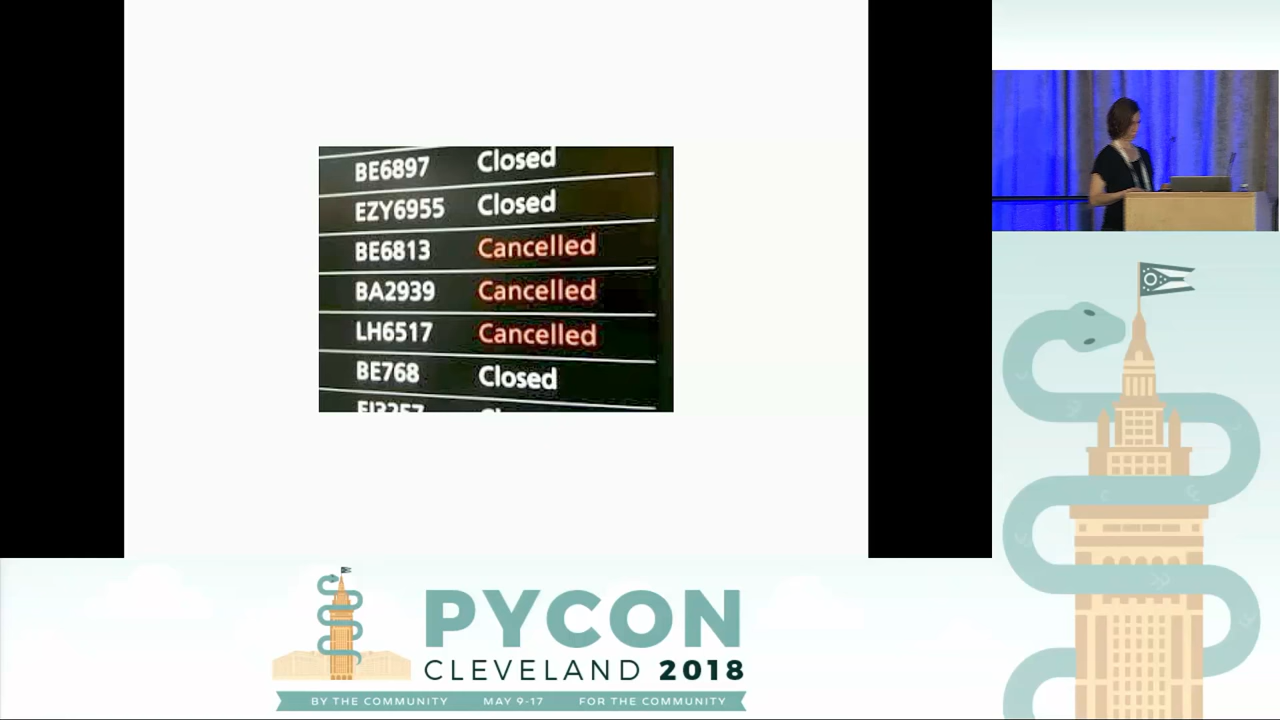 BE6897 Closed
EZY6955 Closed
BE6813 Cancelled
BA2939 Cancelled
LH6517 Cancelled
BE768 Closed
PYCON
CLEVELAND 2018
BY THE COMMUNITY MAY 9-17 FOR THE COMMUNITY